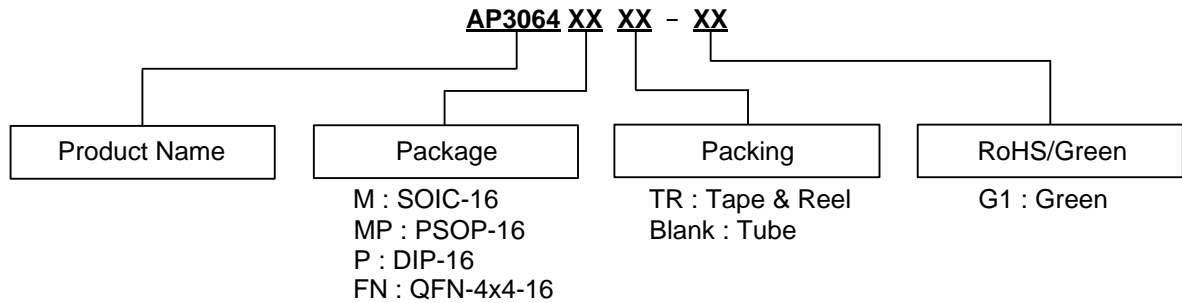 AP3064 XX XX – XX
Product Name
Package
Packing
RoHS/Green
M : SOIC-16
MP : PSOP-16
P : DIP-16
FN : QFN-4x4-16
TR : Tape & Reel
Blank : Tube
G1 : Green